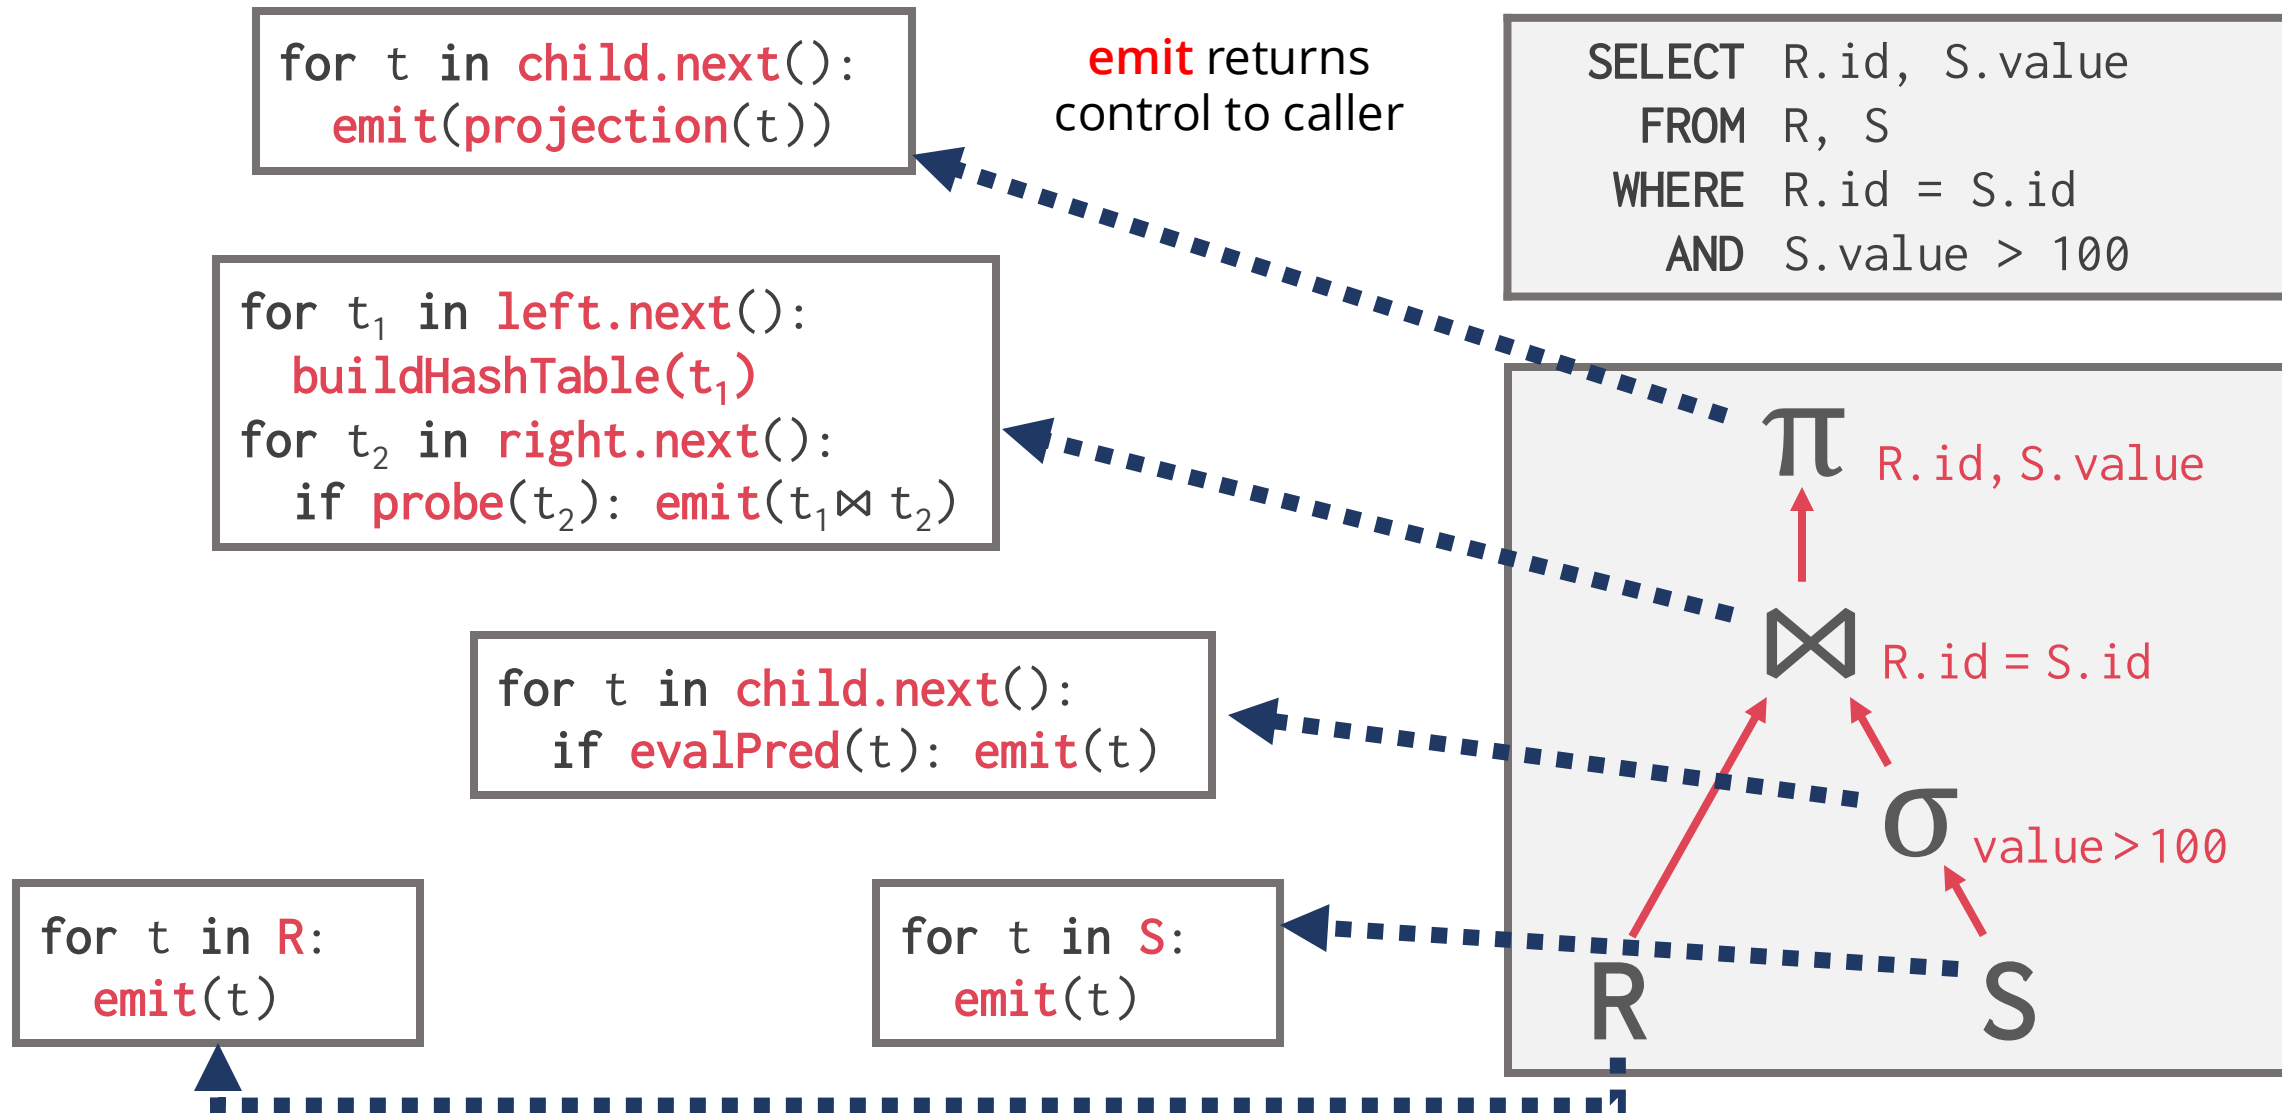 for t in child.next():
emit(projection(t))
emit returns
control to caller
SELECT R.id, S.value
FROM R, S
WHERE R.id = S.id
AND S.value > 100
for t₁ in left.next():
buildHashTable(t₁)
for t₂ in right.next():
if probe(t₂): emit(t₁⋈ t₂)
for t in child.next():
if evalPred(t): emit(t)
for t in R:
emit(t)
for t in S:
emit(t)
π R.id, S.value
⋈ R.id = S.id
σ value>100
R S